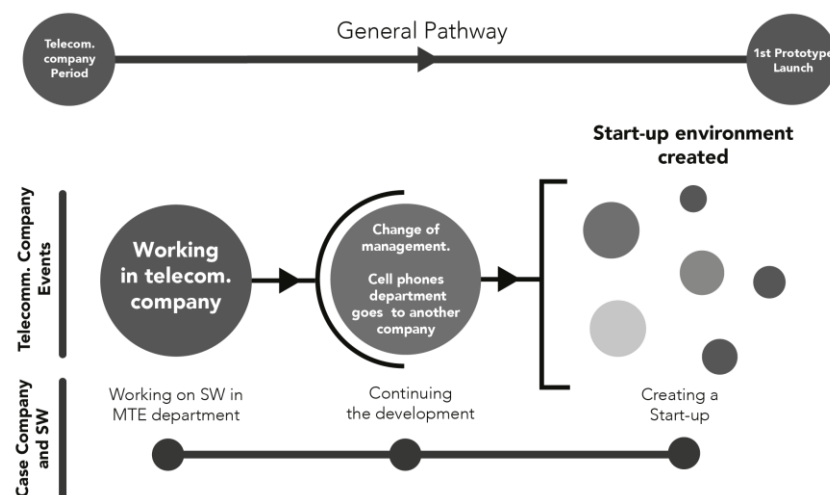 General Pathway
Telecom.
company
Period
1st Prototype
Launch
Start-up environment
created
Telecomm. Company
Events
Working
in telecom.
company
Change of
management.
Cell phones
department
goes to another
company
Case Company
and SW
Working on SW in
MTE department
Continuing
the development
Creating a
Start-up